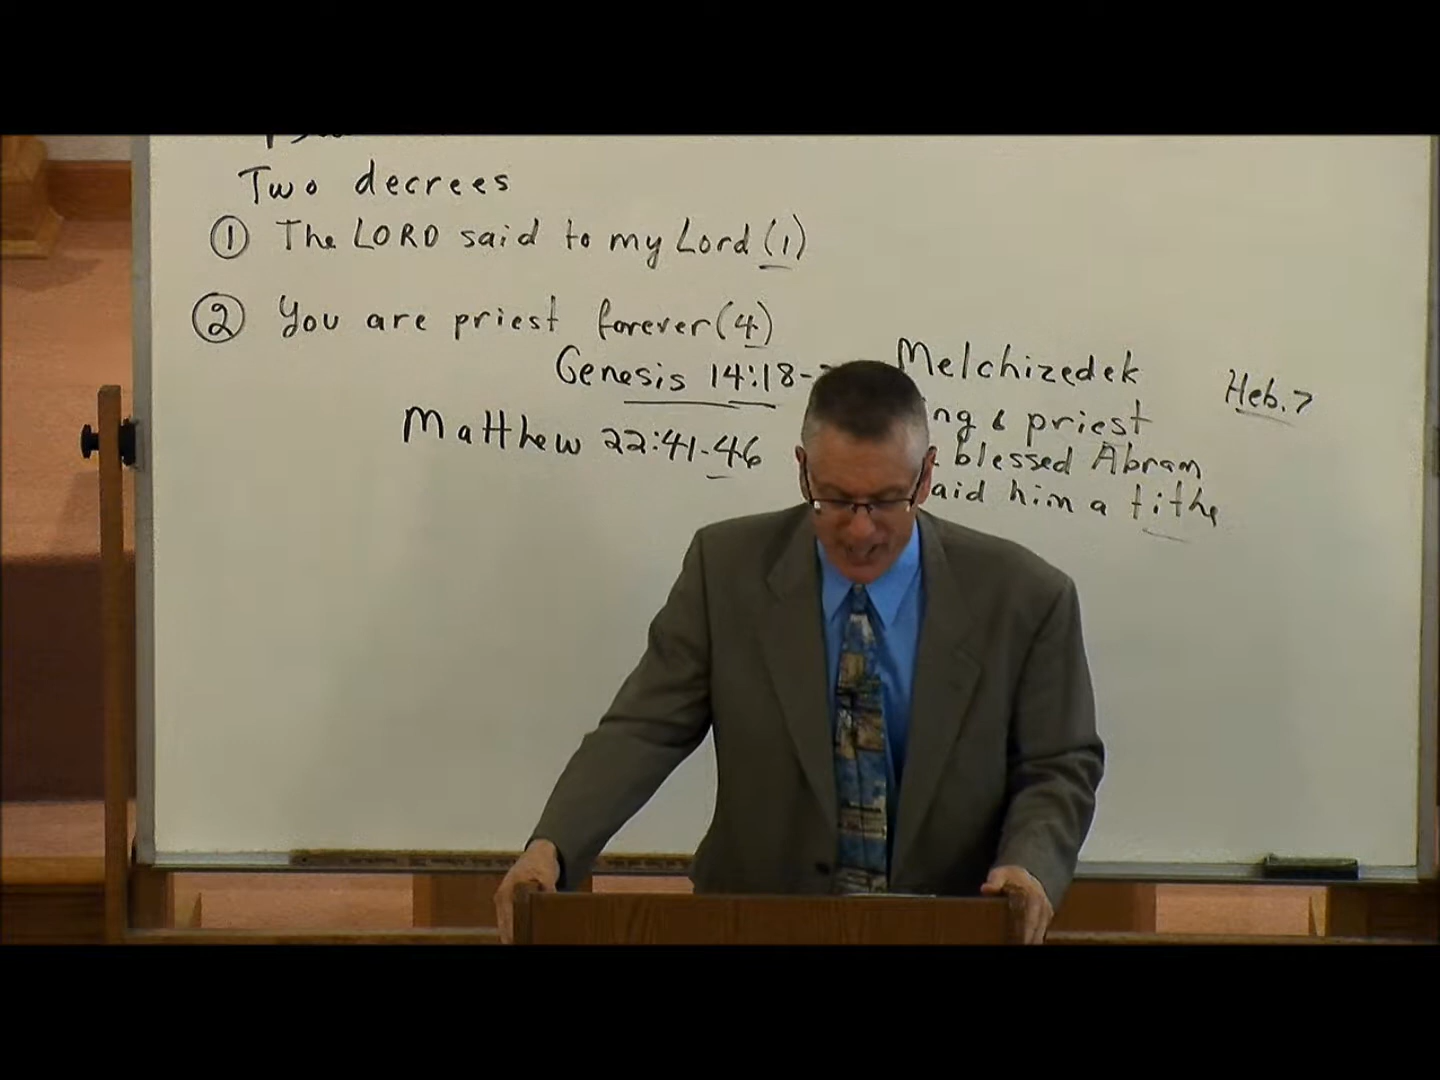 Two decrees
① The LORD said to my Lord (1)
② You are priest forever (4)
Genesis 14:18-
Melchizedek
Heb. 7
Matthew 22:41-46
& priest
blessed Abram
him a tithe